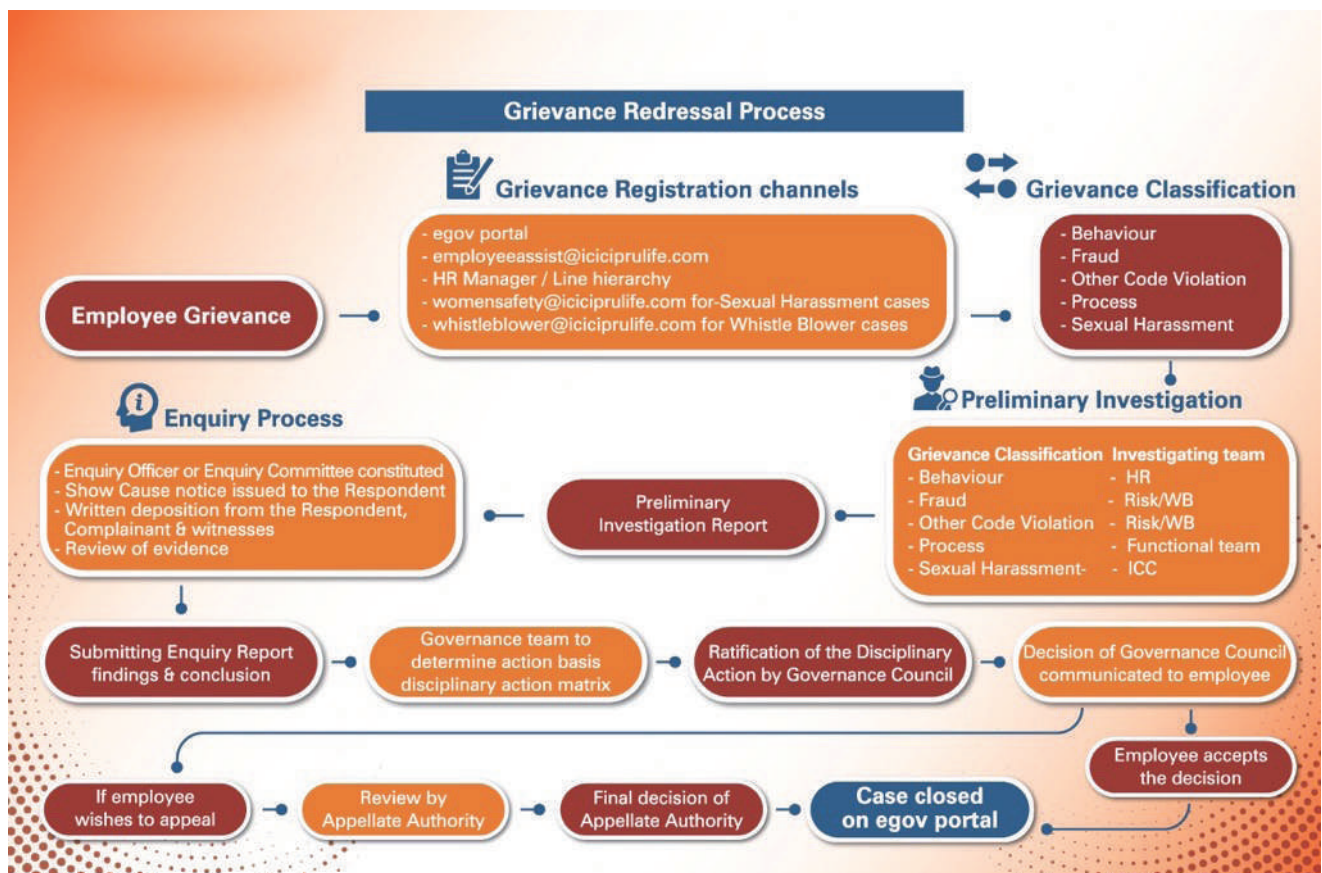 Grievance Redressal Process
Grievance Registration channels
- egov portal
- employeeassist@iciciprulife.com
- HR Manager / Line hierarchy
- womensafety@iciciprulife.com for-Sexual Harassment cases
- whistleblower@iciciprulife.com for Whistle Blower cases
Grievance Classification
- Behaviour
- Fraud
- Other Code Violation
- Process
- Sexual Harassment
Employee Grievance
Preliminary Investigation
Grievance Classification Investigating team
- Behaviour - HR
- Fraud - Risk/WB
- Other Code Violation - Risk/WB
- Process - Functional team
- Sexual Harassment- - ICC
Preliminary
Investigation Report
i
Enquiry Process
- Enquiry Officer or Enquiry Committee constituted
- Show Cause notice issued to the Respondent
- Written deposition from the Respondent,
Complainant & witnesses
- Review of evidence
Submitting Enquiry Report
findings & conclusion
Governance team to
determine action basis
disciplinary action matrix
Ratification of the Disciplinary
Action by Governance Council
Decision of Governance Council
communicated to employee
Employee accepts
the decision
If employee
wishes to appeal
Review by
Appellate Authority
Final decision of
Appellate Authority
Case closed
on egov portal